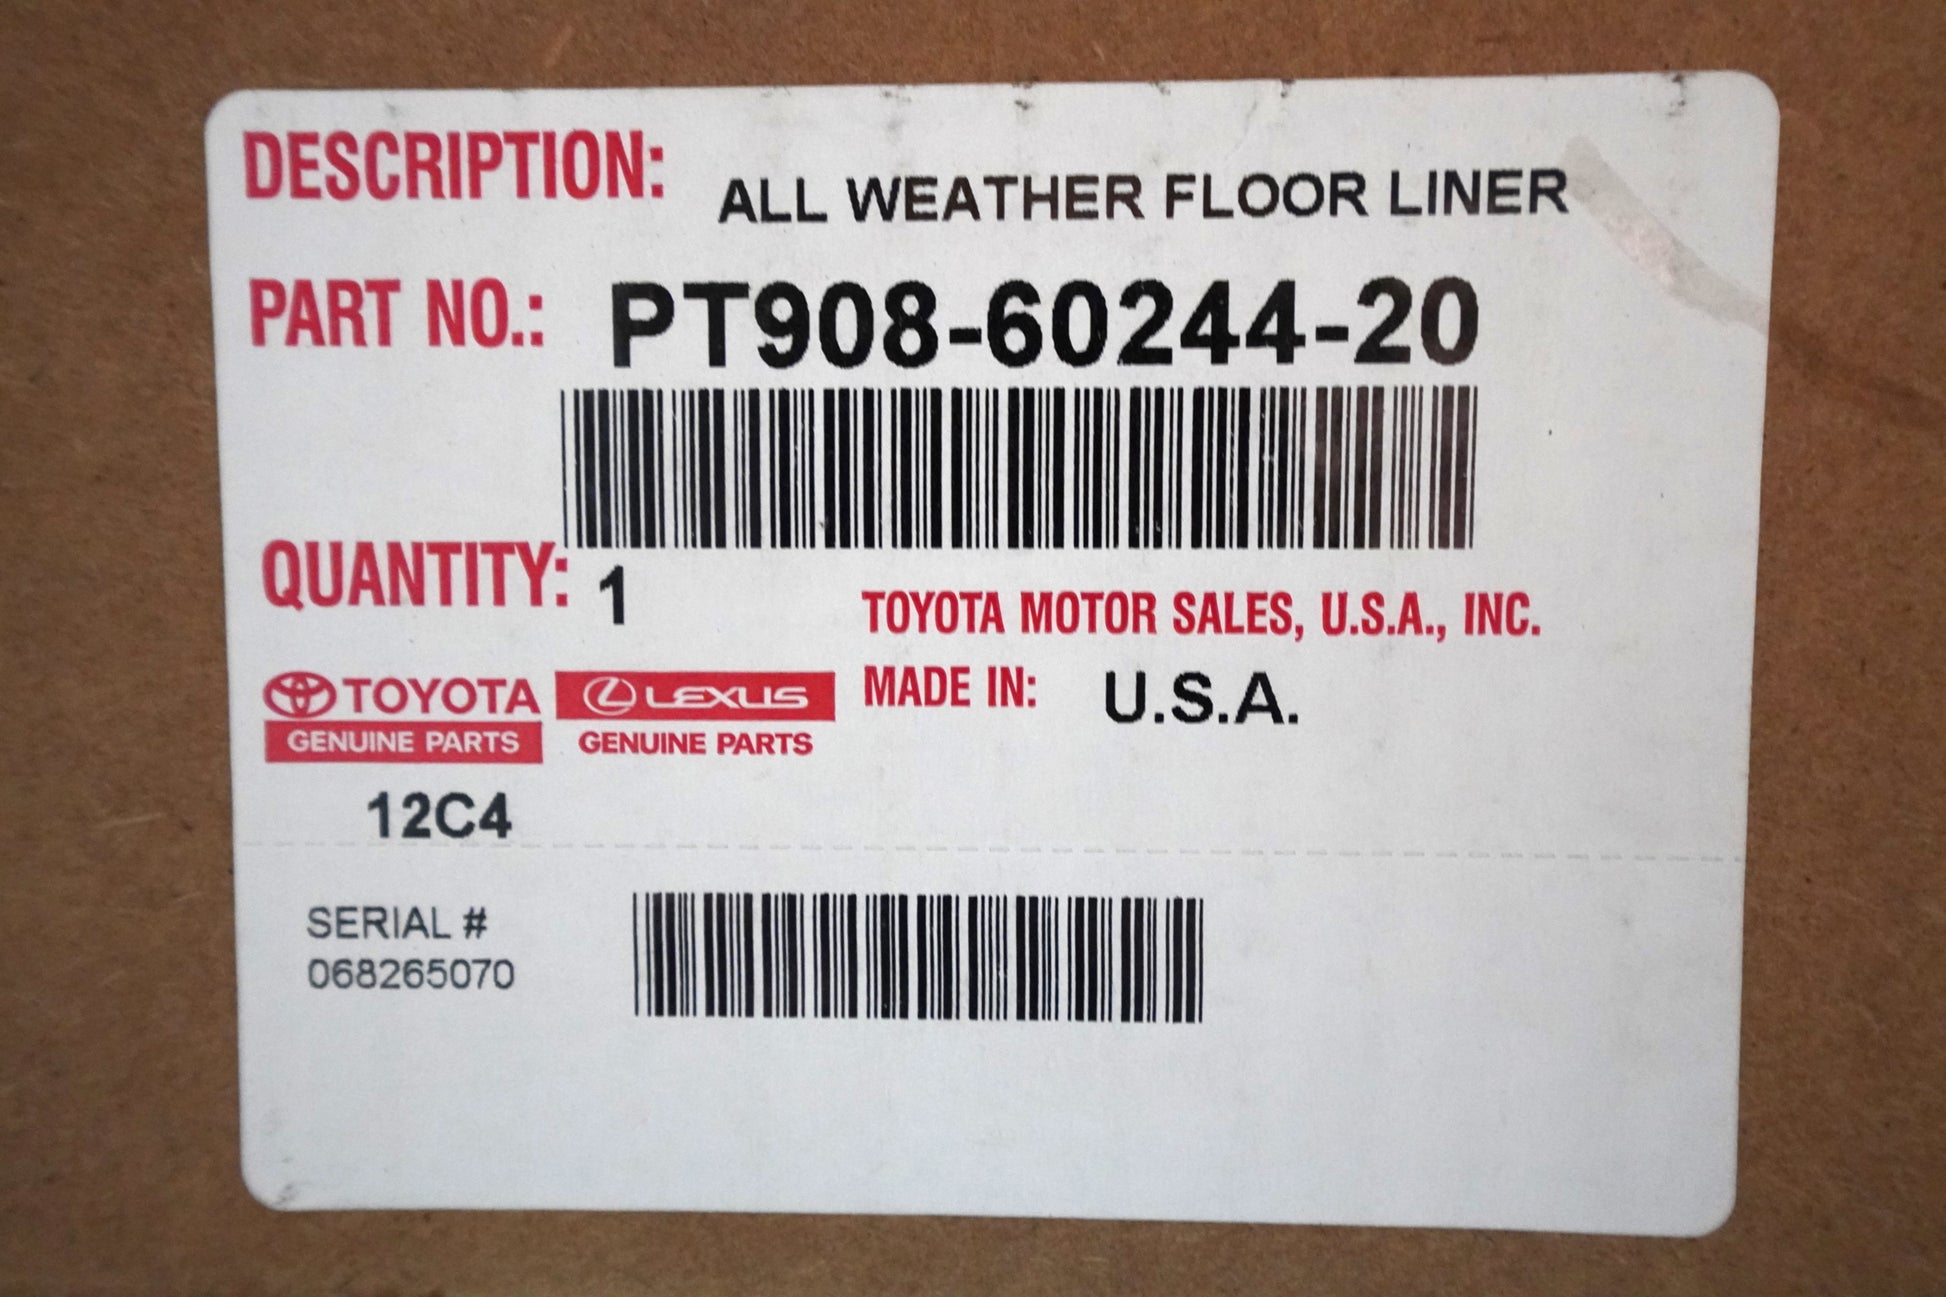 DESCRIPTION: ALL WEATHER FLOOR LINER
PART NO.: PT908-60244-20
QUANTITY: 1
TOYOTA MOTOR SALES, U.S.A., INC.
TOYOTA
GENUINE PARTS
LEXUS
GENUINE PARTS
MADE IN: U.S.A.
12C4
SERIAL #
068265070